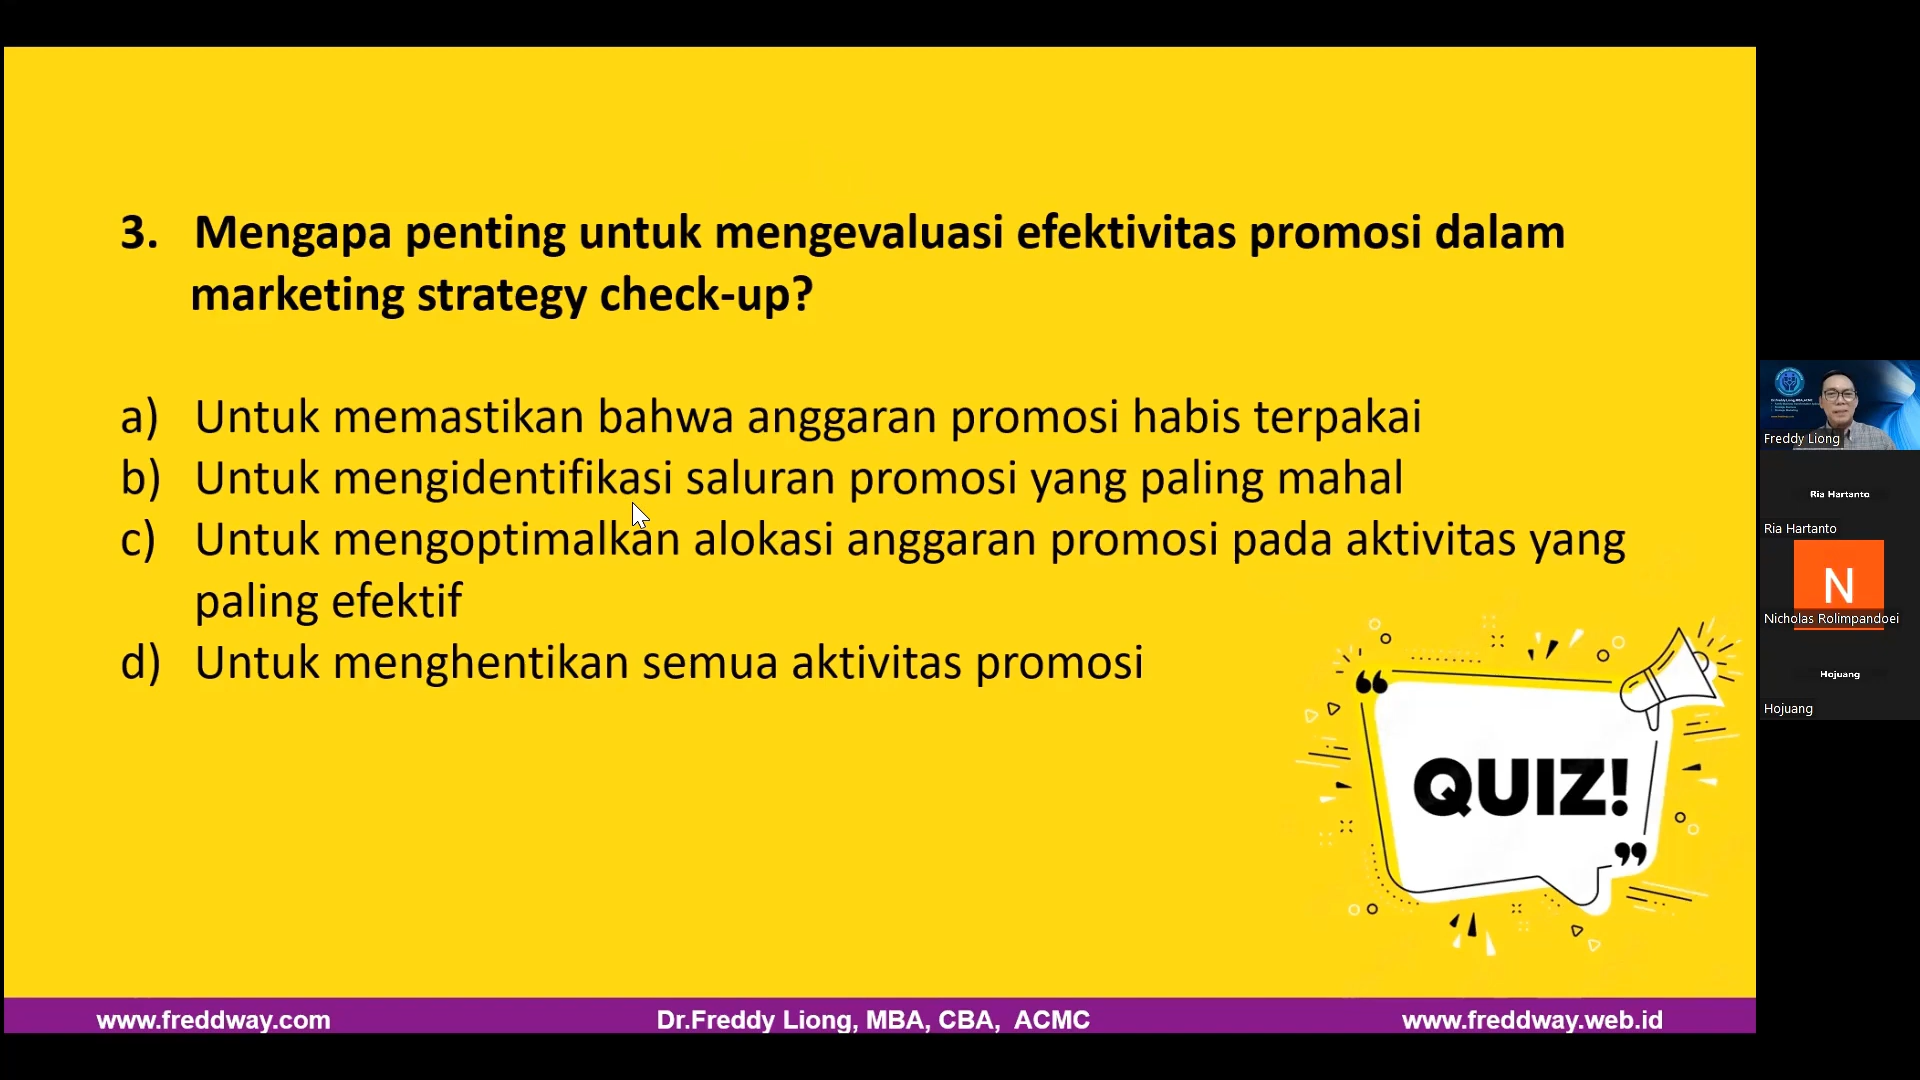 3. Mengapa penting untuk mengevaluasi efektivitas promosi dalam
marketing strategy check-up?
a) Untuk memastikan bahwa anggaran promosi habis terpakai
b) Untuk mengidentifikasi saluran promosi yang paling mahal
c) Untuk mengoptimalkan alokasi anggaran promosi pada aktivitas yang
paling efektif
d) Untuk menghentikan semua aktivitas promosi
“
QUIZ!
”
www.freddway.com
Dr.Freddy Liong, MBA, CBA, ACMC
www.freddway.web.id
Freddy Liong
Ria Hartanto
Ria Hartanto
N
Nicholas Rolimpandoei
Hojuang
Hojuang